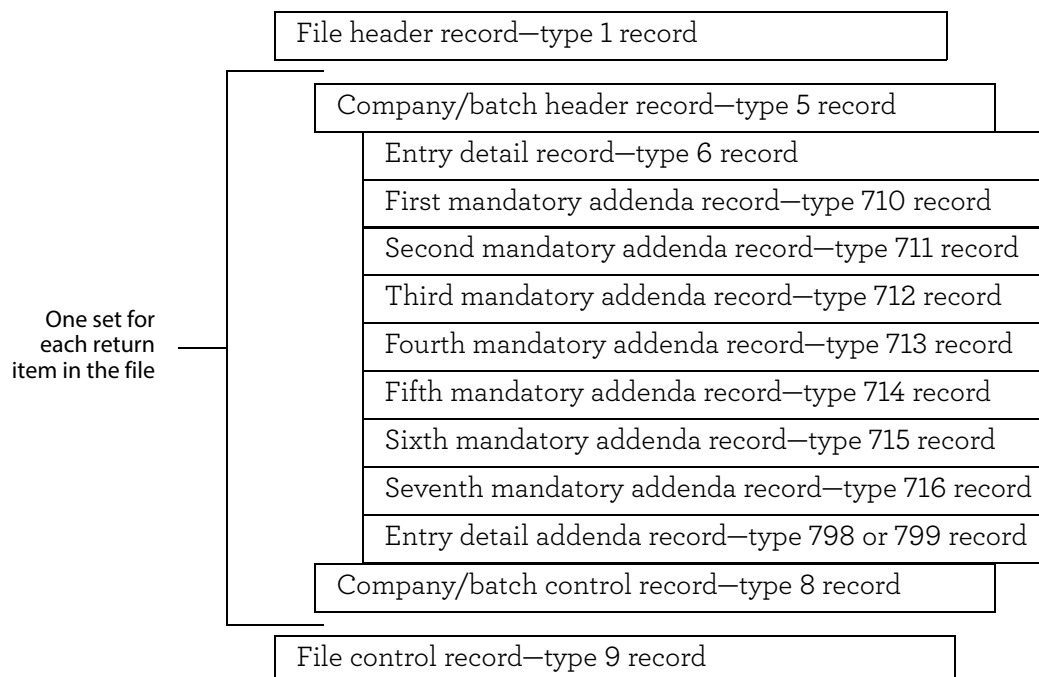 File header record—type 1 record
Company/batch header record—type 5 record
Entry detail record—type 6 record
First mandatory addenda record—type 710 record
Second mandatory addenda record—type 711 record
Third mandatory addenda record—type 712 record
One set for
each return
item in the file
Fourth mandatory addenda record—type 713 record
Fifth mandatory addenda record—type 714 record
Sixth mandatory addenda record—type 715 record
Seventh mandatory addenda record—type 716 record
Entry detail addenda record—type 798 or 799 record
Company/batch control record—type 8 record
File control record—type 9 record